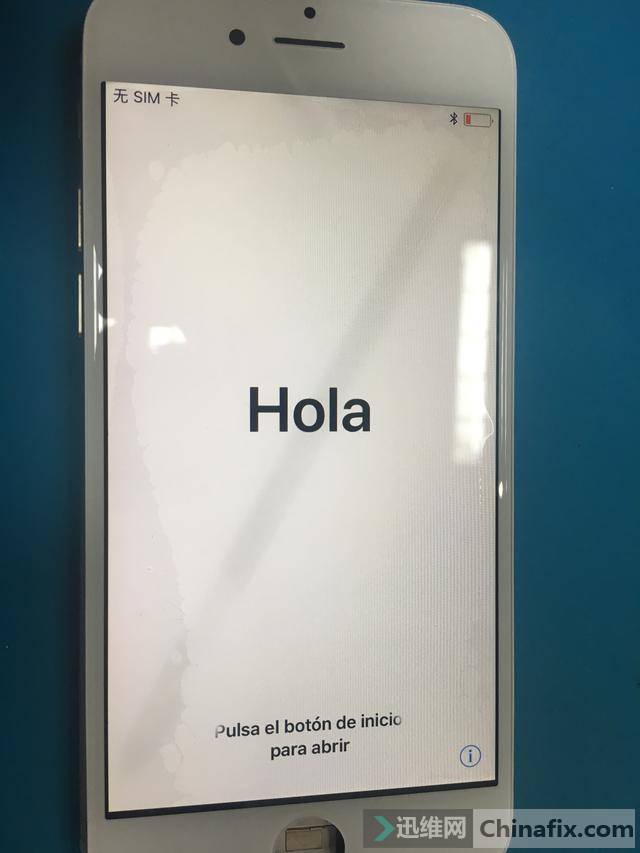 无 SIM 卡
Hola
Pulsa el botón de inicio
para abrir
i
迅维网 Chinafix.com